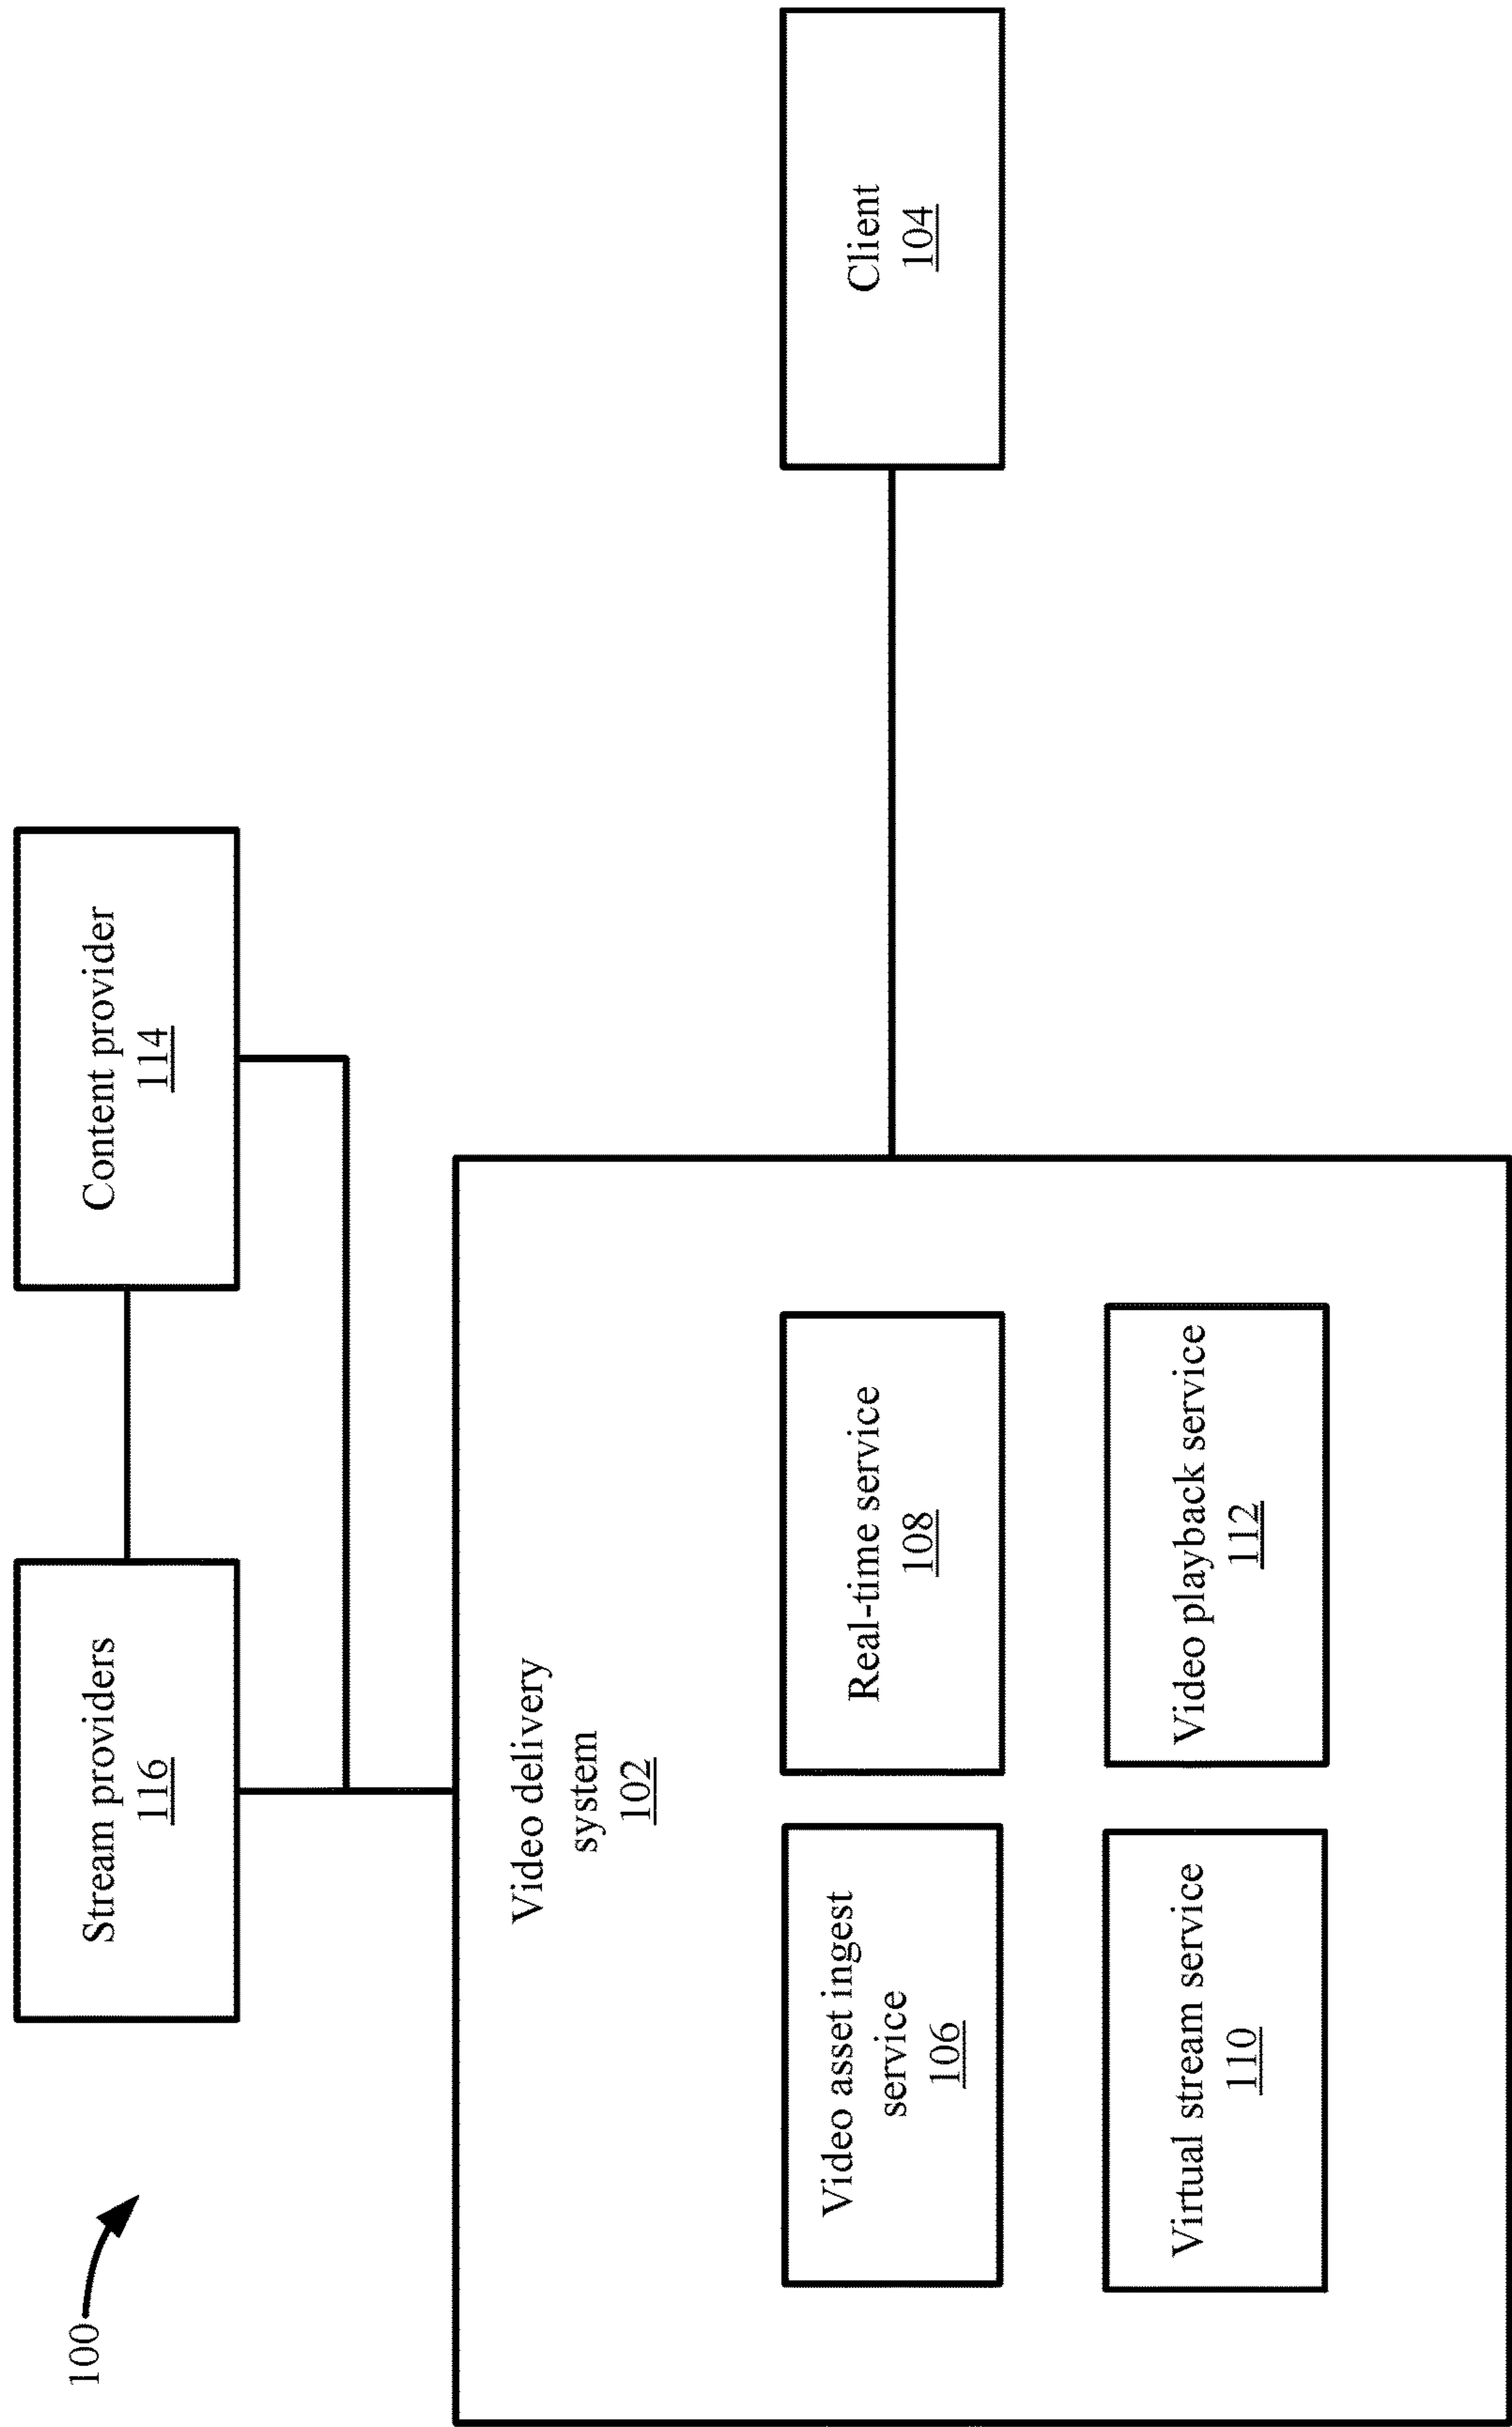 100
Stream providers
116
Content provider
114
Video delivery
system
102
Video asset ingest
service
106
Real-time service
108
Virtual stream service
110
Video playback service
112
Client
104